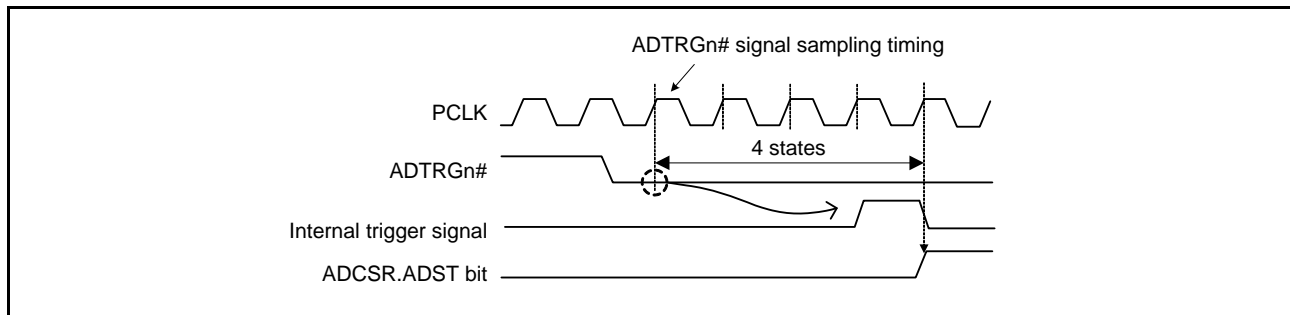 ADTRGn# signal sampling timing
PCLK
4 states
ADTRGn#
Internal trigger signal
ADCSR.ADST bit